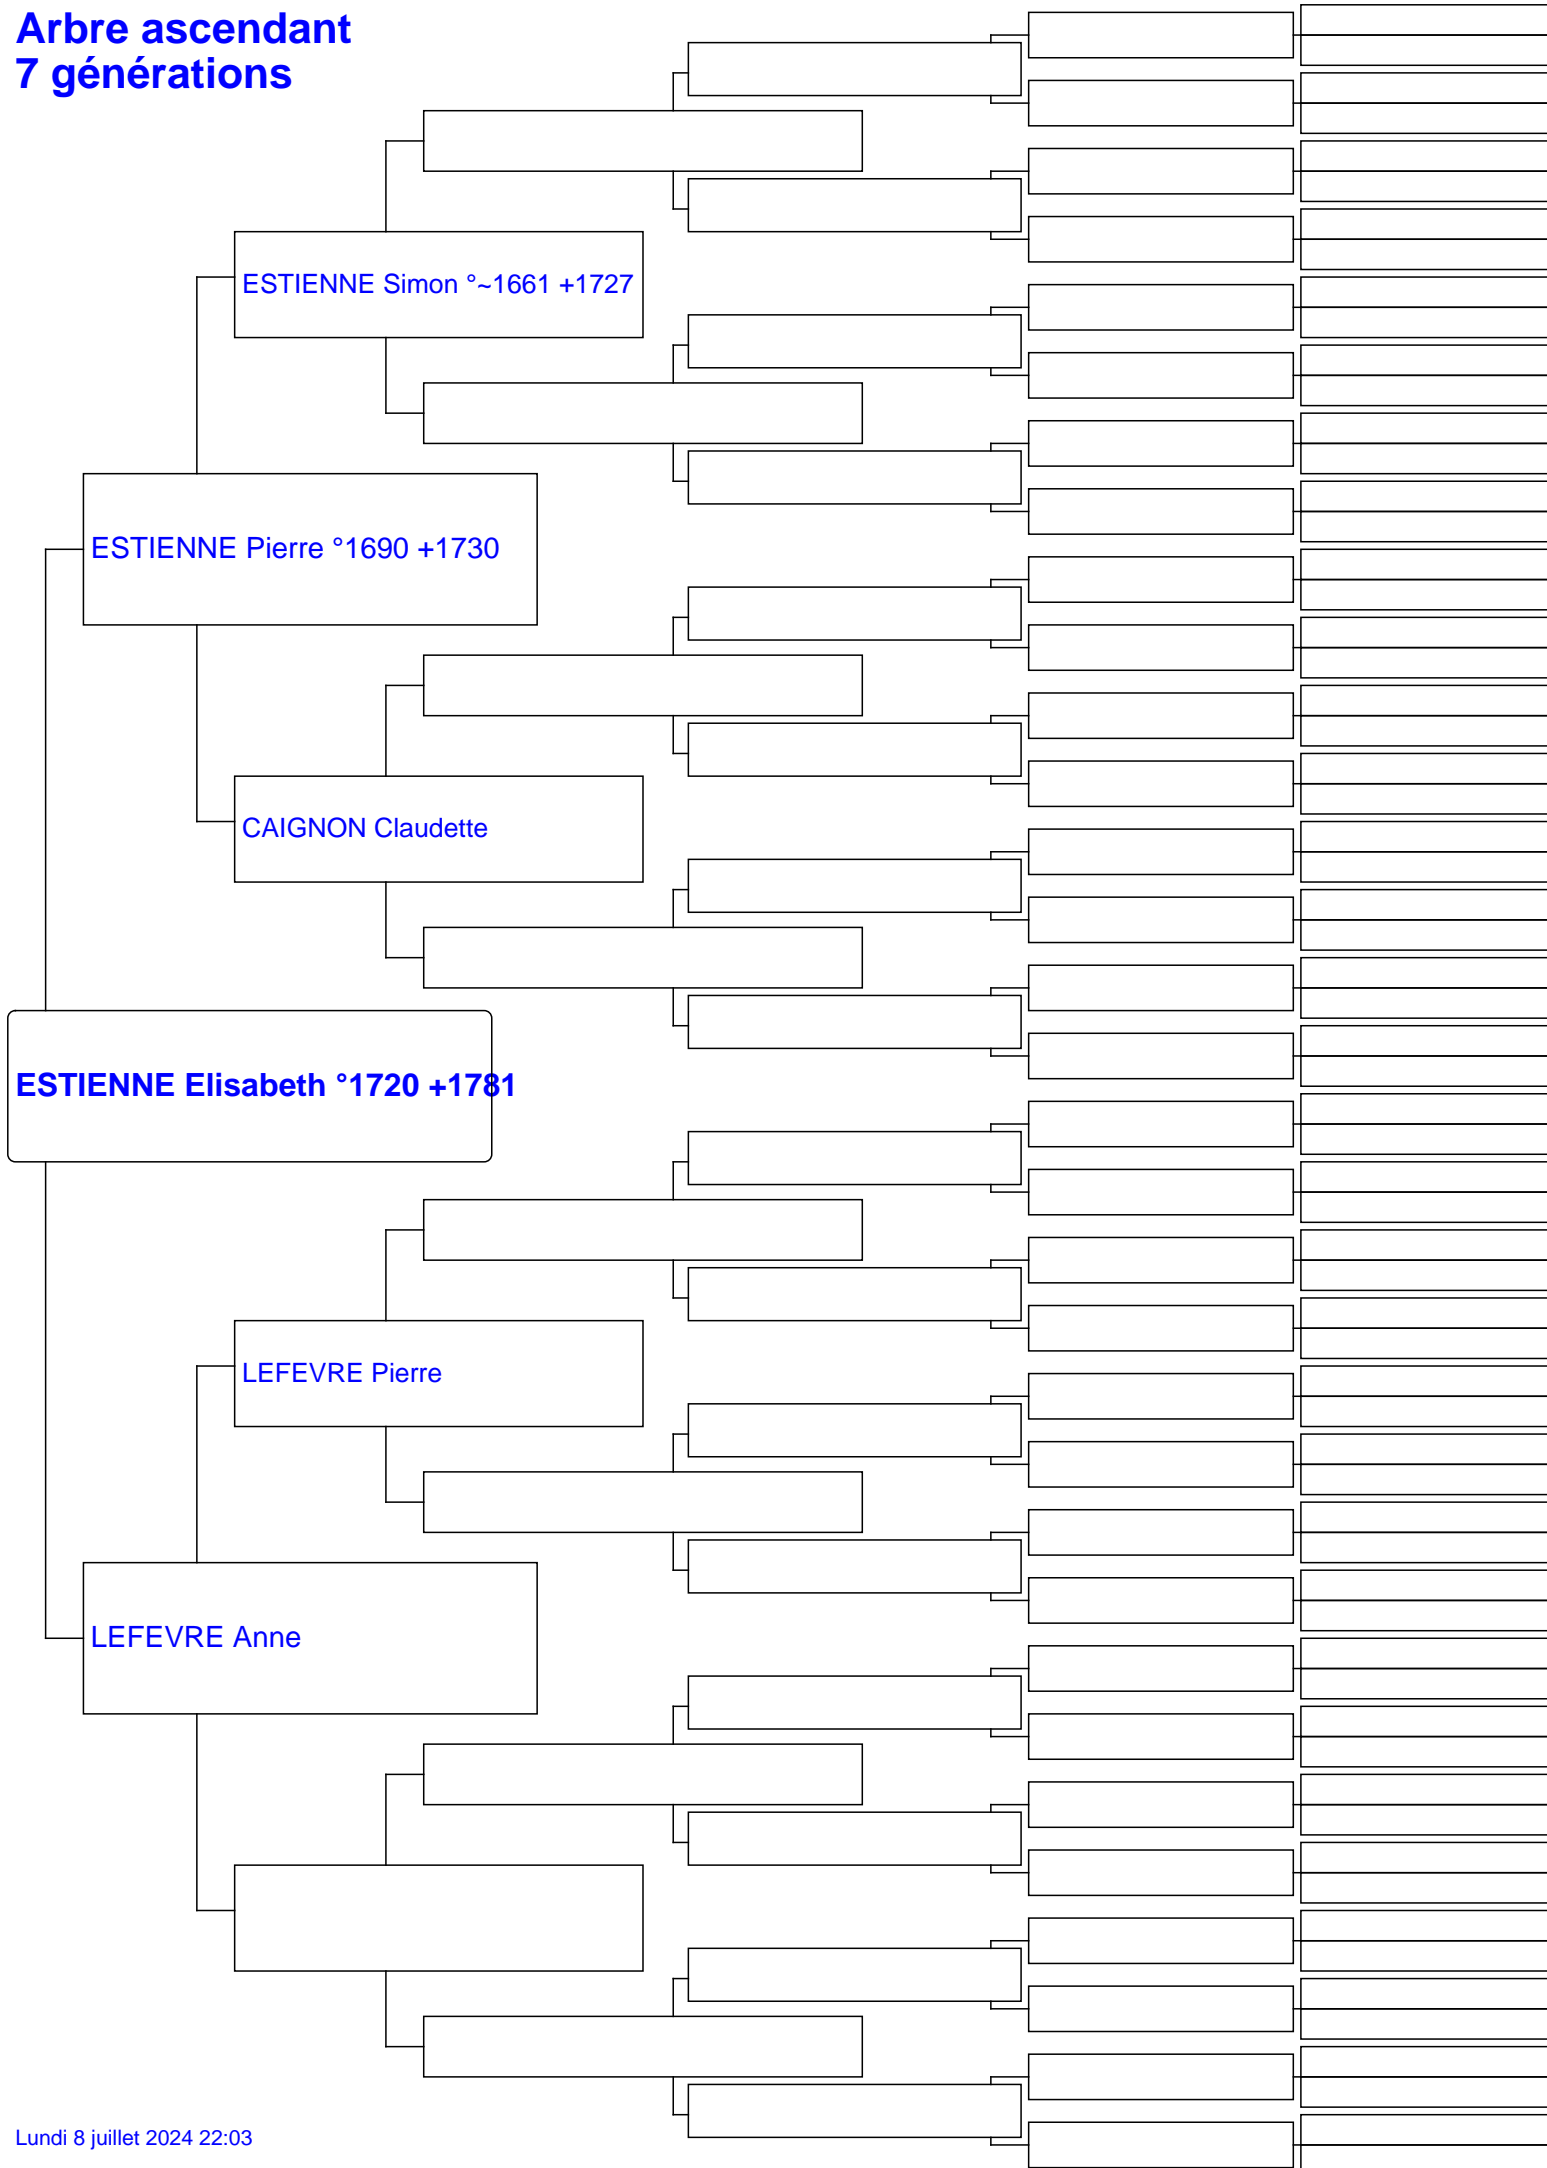 Arbre ascendant
7 générations
ESTIENNE Simon °~1661 +1727
ESTIENNE Pierre °1690 +1730
CAIGNON Claudette
ESTIENNE Elisabeth °1720 +1781
LEFEVRE Pierre
LEFEVRE Anne
Lundi 8 juillet 2024 22:03